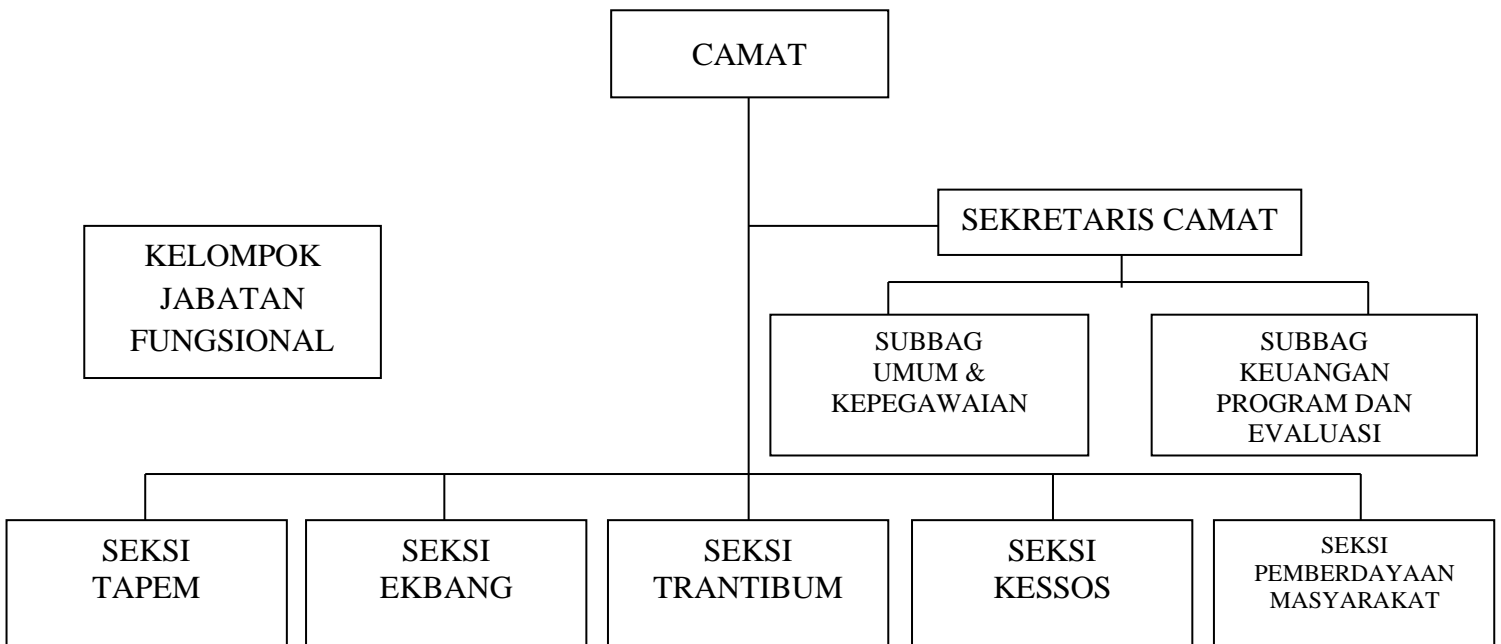 CAMAT
SEKRETARIS CAMAT
KELOMPOK
JABATAN
FUNGSIONAL
SUBBAG
UMUM &
KEPEGAWAIAN
SUBBAG
KEUANGAN
PROGRAM DAN
EVALUASI
SEKSI
TAPEM
SEKSI
EKBANG
SEKSI
TRANTIBUM
SEKSI
KESSOS
SEKSI
PEMBERDAYAAN
MASYARAKAT